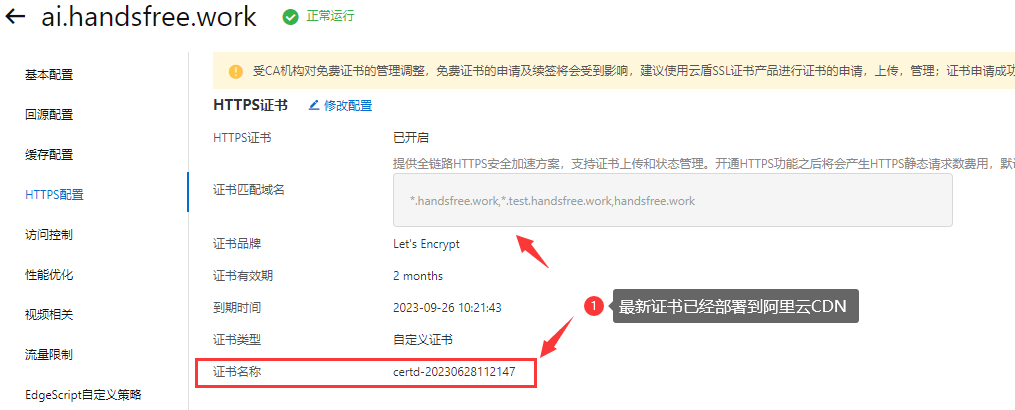 ai.handsfree.work 正常运行
基本配置
回源配置
缓存配置
HTTPS配置
访问控制
性能优化
视频相关
流量限制
EdgeScript自定义策略
受CA机构对免费证书的管理调整，免费证书的申请及续签将会受到影响，建议使用云盾SSL证书产品进行证书的申请，上传，管理；证书申请成功
HTTPS证书 修改配置
HTTPS证书 已开启
提供全链路HTTPS安全加速方案，支持证书上传和状态管理。开通HTTPS功能之后将会产生HTTPS静态请求数费用，默
证书匹配域名
*.handsfree.work,*.test.handsfree.work,handsfree.work
证书品牌 Let's Encrypt
证书有效期 2 months
到期时间 2023-09-26 10:21:43
1 最新证书已经部署到阿里云CDN
证书类型 自定义证书
证书名称 certd-20230628112147